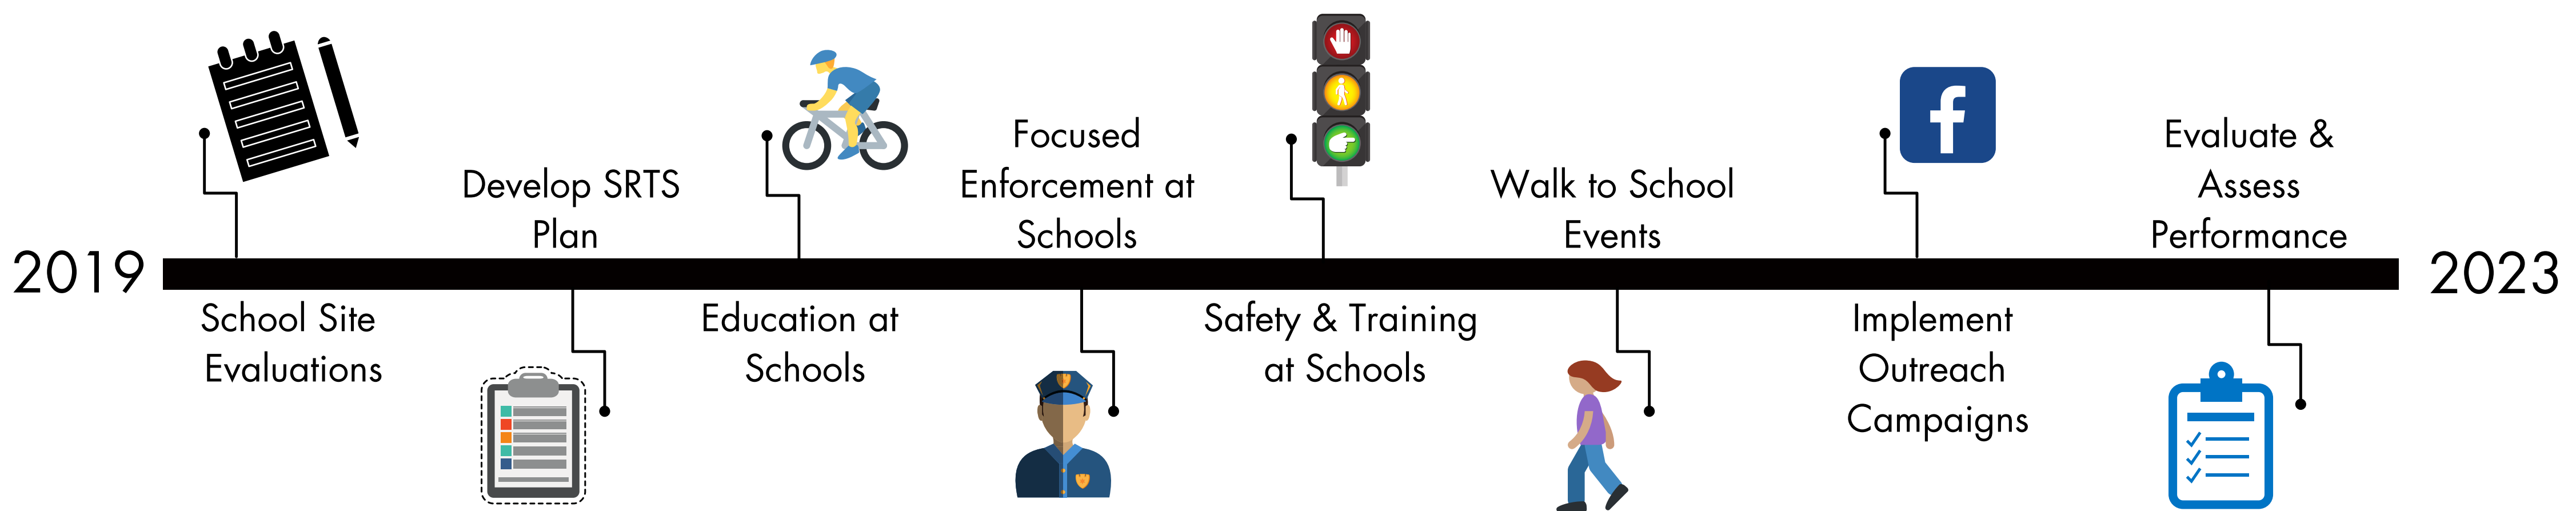 2019
School Site
Evaluations
Develop SRTS
Plan
Education at
Schools
Focused
Enforcement at
Schools
Safety & Training
at Schools
Walk to School
Events
f
Implement
Outreach
Campaigns
Evaluate &
Assess
Performance
2023